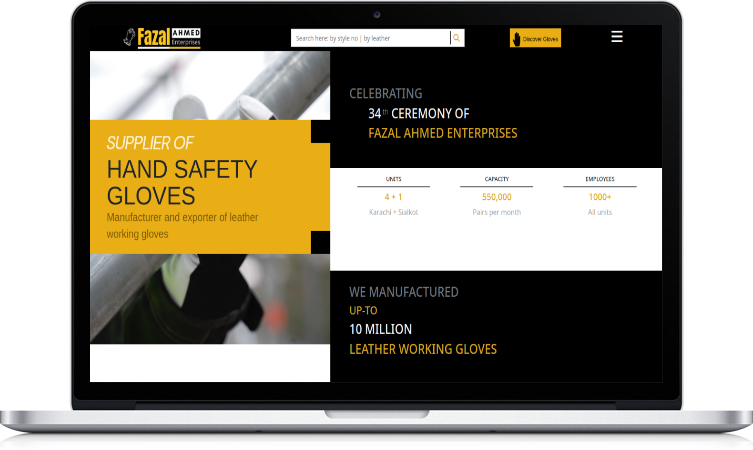 Fazal AHMED
Enterprises
Search here: by style no | by leather
Discover Gloves
SUPPLIER OF
HAND SAFETY
GLOVES
Manufacturer and exporter of leather
working gloves
CELEBRATING
34th CEREMONY OF
FAZAL AHMED ENTERPRISES
UNITS
4 + 1
Karachi + Sialkot
CAPACITY
550,000
Pairs per month
EMPLOYEES
1000+
All units
WE MANUFACTURED
UP-TO
10 MILLION
LEATHER WORKING GLOVES